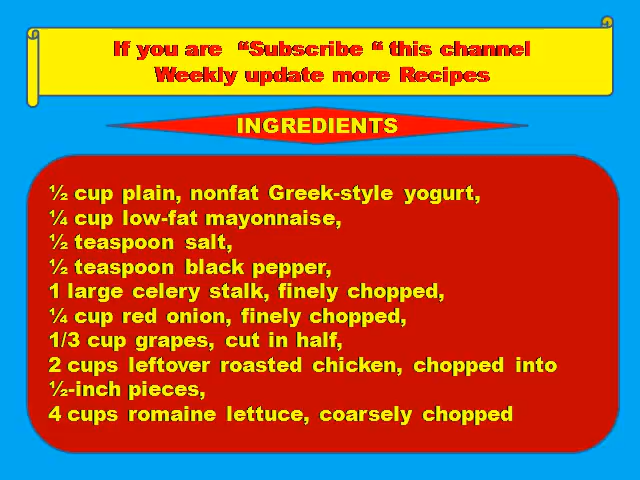 If you are “Subscribe “ this channel
Weekly update more Recipes
INGREDIENTS
½ cup plain, nonfat Greek-style yogurt,
¼ cup low-fat mayonnaise,
½ teaspoon salt,
½ teaspoon black pepper,
1 large celery stalk, finely chopped,
¼ cup red onion, finely chopped,
1/3 cup grapes, cut in half,
2 cups leftover roasted chicken, chopped into
½-inch pieces,
4 cups romaine lettuce, coarsely chopped